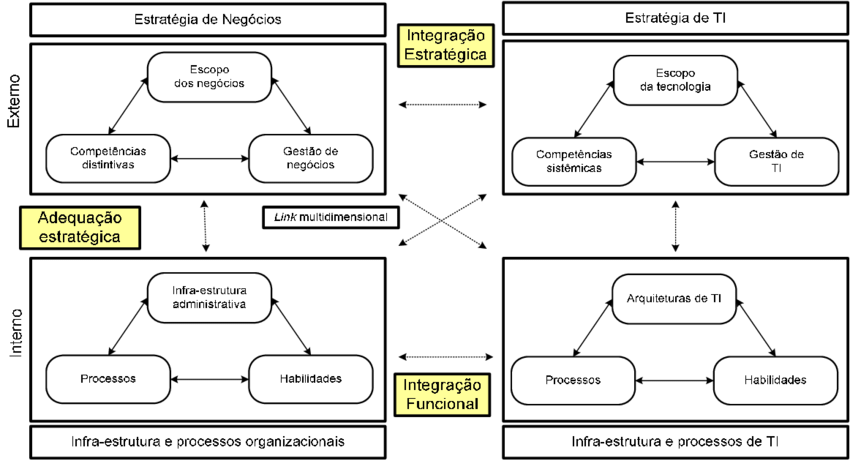 Estratégia de Negócios
Integração
Estratégica
Estratégia de TI
Externo
Escopo
dos negócios
Competências
distintivas
Gestão de
negócios
Escopo
da tecnologia
Competências
sistêmicas
Gestão de
TI
Adequação
estratégica
Link multidimensional
Interno
Infra-estrutura
administrativa
Processos
Habilidades
Arquiteturas de TI
Processos
Habilidades
Integração
Funcional
Infra-estrutura e processos organizacionais
Infra-estrutura e processos de TI